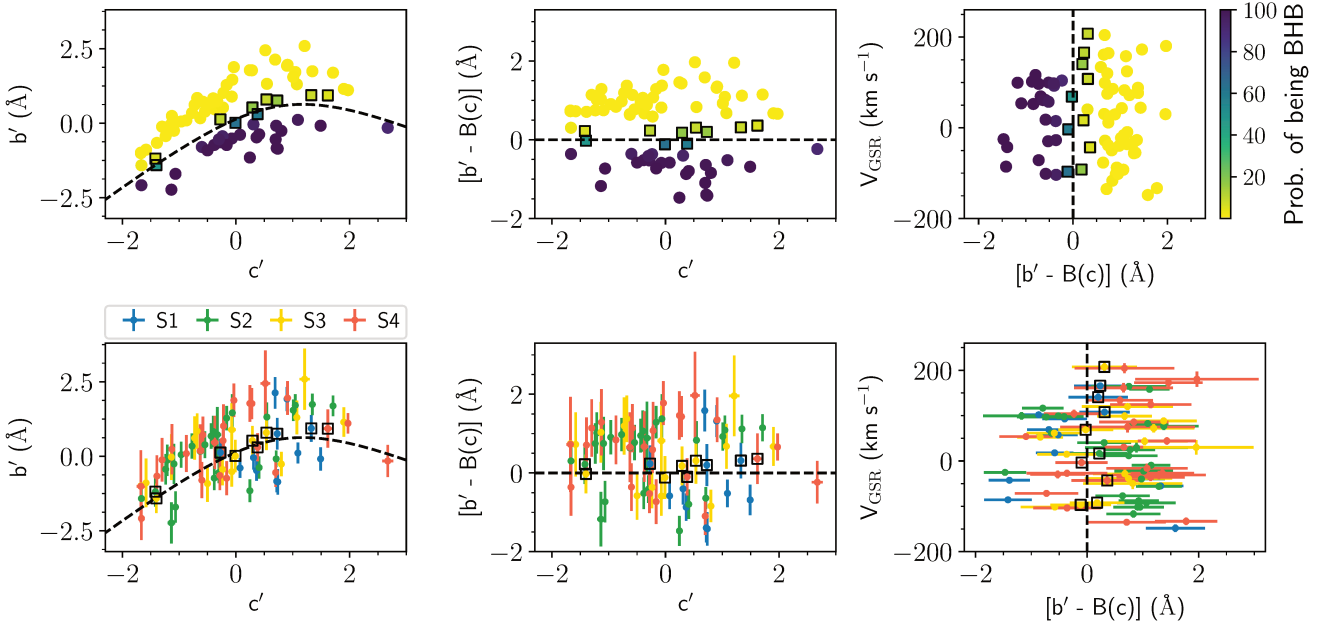 2.5
0.0
−2.5
b′ (Å)
−2
0
2
c′
2
0
−2
[b′ - B(c)] (Å)
−2
0
2
c′
200
0
−200
V_GSR (km s⁻¹)
−2
0
2
[b′ - B(c)] (Å)
100
80
60
40
20
Prob. of being BHB
S1 S2 S3 S4
2.5
0.0
−2.5
b′ (Å)
−2
0
2
c′
2
0
−2
[b′ - B(c)] (Å)
−2
0
2
c′
200
0
−200
V_GSR (km s⁻¹)
−2
0
2
[b′ - B(c)] (Å)